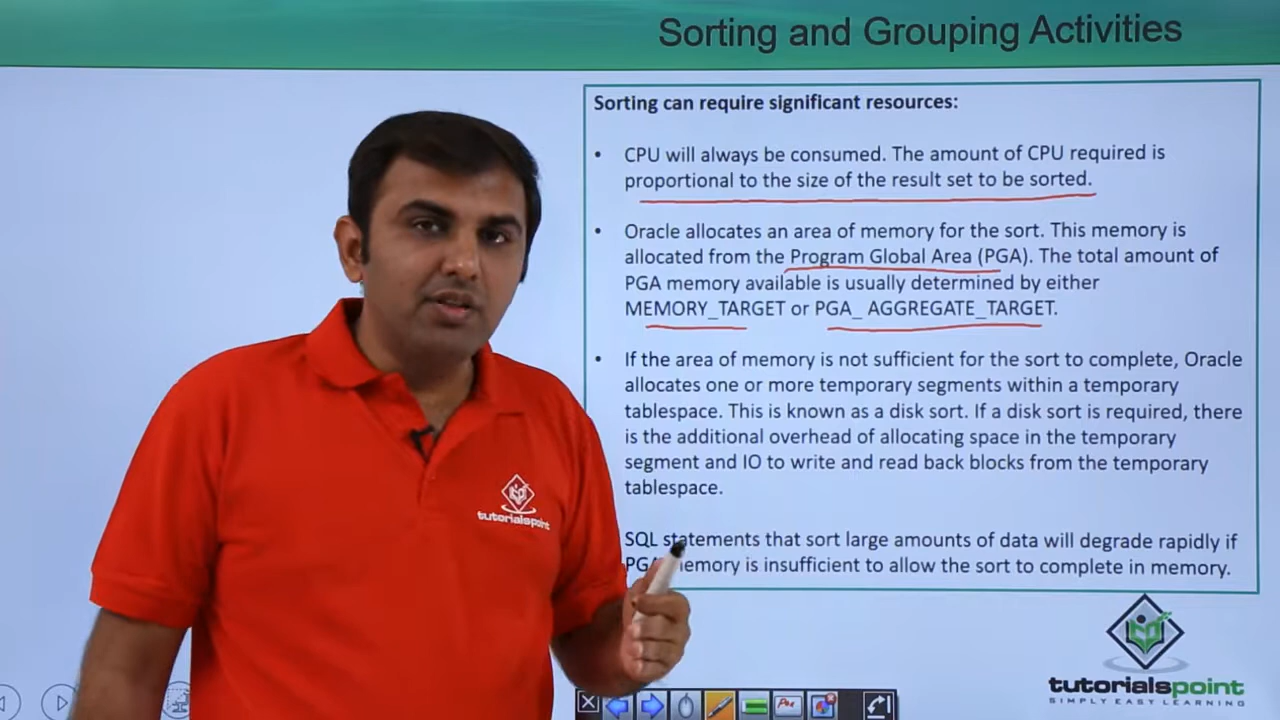 Sorting and Grouping Activities
Sorting can require significant resources:
• CPU will always be consumed. The amount of CPU required is
proportional to the size of the result set to be sorted.
• Oracle allocates an area of memory for the sort. This memory is
allocated from the Program Global Area (PGA). The total amount of
PGA memory available is usually determined by either
MEMORY_TARGET or PGA_ AGGREGATE_TARGET.
• If the area of memory is not sufficient for the sort to complete, Oracle
allocates one or more temporary segments within a temporary
tablespace. This is known as a disk sort. If a disk sort is required, there
is the additional overhead of allocating space in the temporary
segment and IO to write and read back blocks from the temporary
tablespace.
SQL statements that sort large amounts of data will degrade rapidly if
PGA memory is insufficient to allow the sort to complete in memory.
tutorialspoint
tutorialspoint
SIMPLY EASY LEARNING